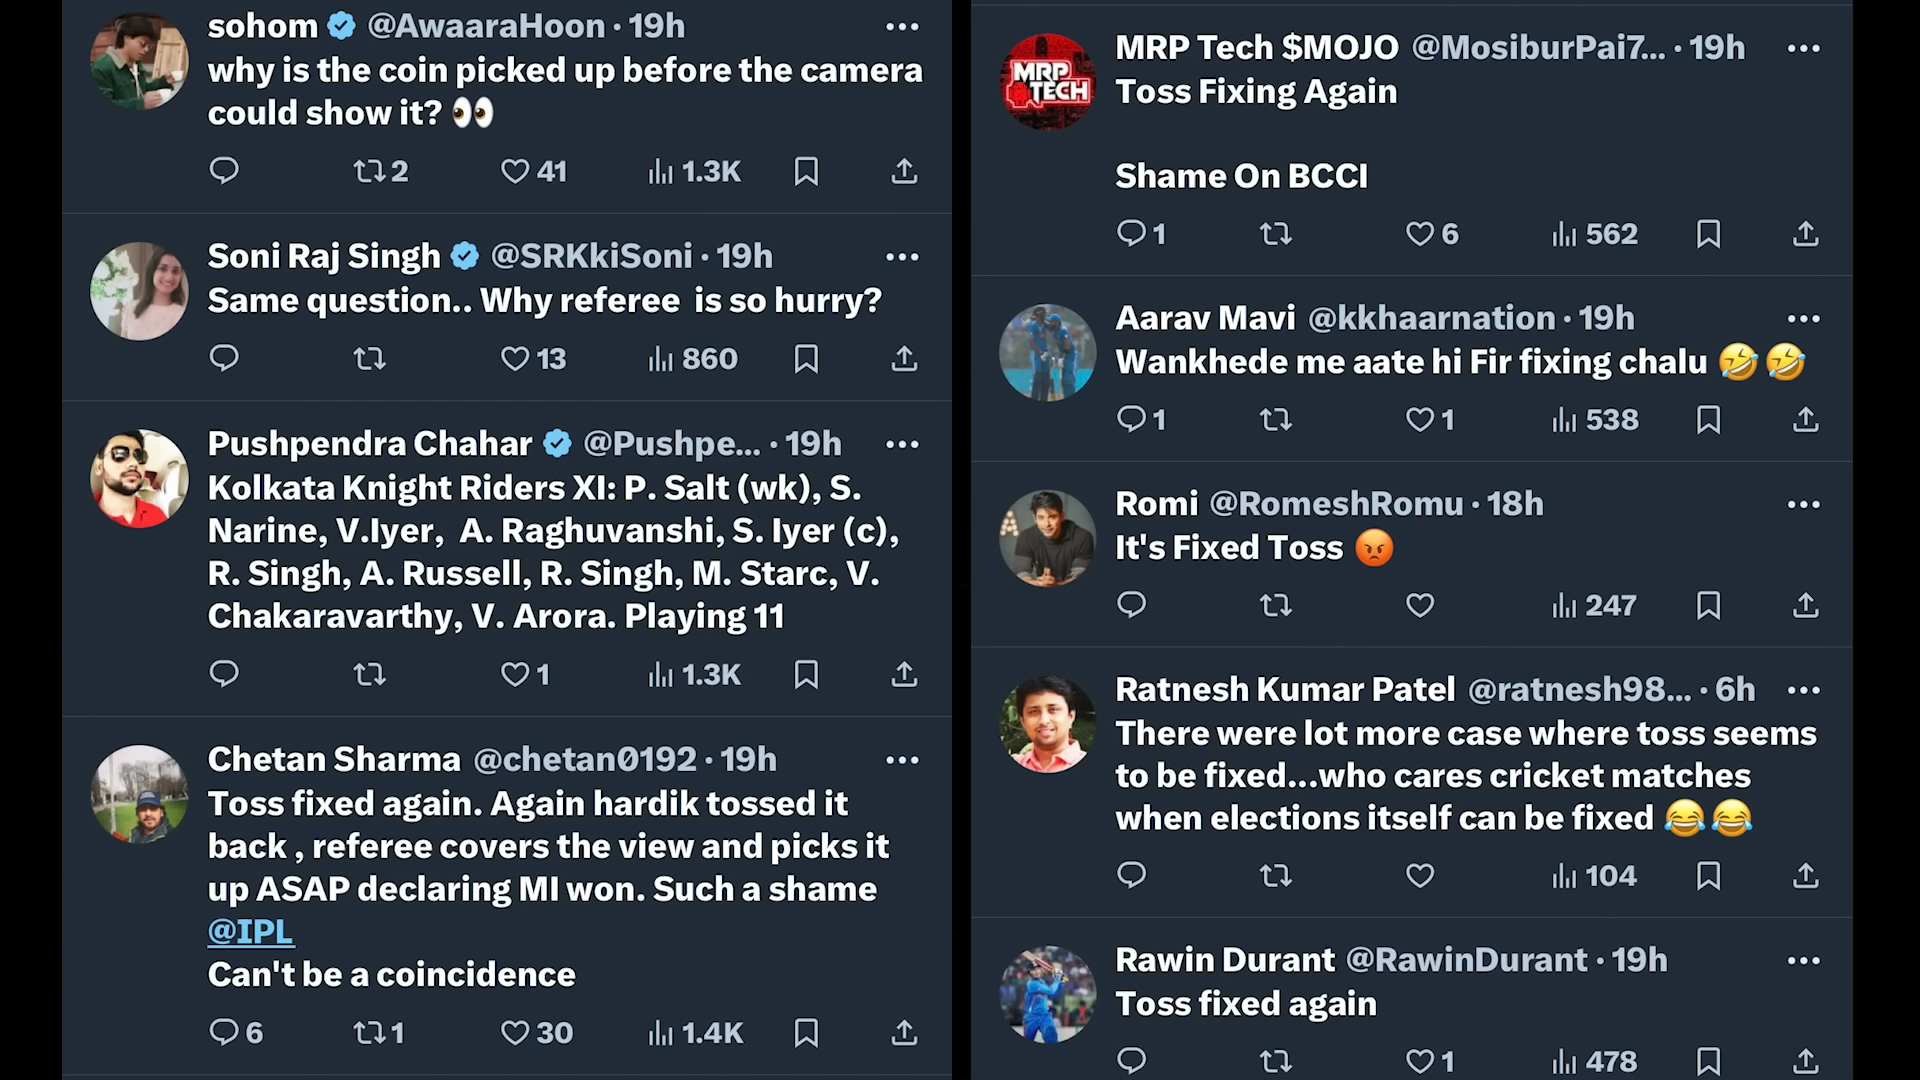 sohom @AwaaraHoon · 19h
why is the coin picked up before the camera
could show it? 👀
2 41 1.3K
Soni Raj Singh @SRKkiSoni · 19h
Same question.. Why referee is so hurry?
13 860
Pushpendra Chahar @Pushpe... · 19h
Kolkata Knight Riders XI: P. Salt (wk), S.
Narine, V.Iyer, A. Raghuvanshi, S. Iyer (c),
R. Singh, A. Russell, R. Singh, M. Starc, V.
Chakaravarthy, V. Arora. Playing 11
1 1.3K
Chetan Sharma @chetan0192 · 19h
Toss fixed again. Again hardik tossed it
back , referee covers the view and picks it
up ASAP declaring MI won. Such a shame
@IPL
Can't be a coincidence
6 1 30 1.4K
MRP TECH
MRP Tech $MOJO @MosiburPai7... · 19h
Toss Fixing Again
Shame On BCCI
1 6 562
Aarav Mavi @kkhaarnation · 19h
Wankhede me aate hi Fir fixing chalu 🤣🤣
1 1 538
Romi @RomeshRomu · 18h
It's Fixed Toss 😡
247
Ratnesh Kumar Patel @ratnesh98... · 6h
There were lot more case where toss seems
to be fixed...who cares cricket matches
when elections itself can be fixed 😂😂
104
Rawin Durant @RawinDurant · 19h
Toss fixed again
1 478